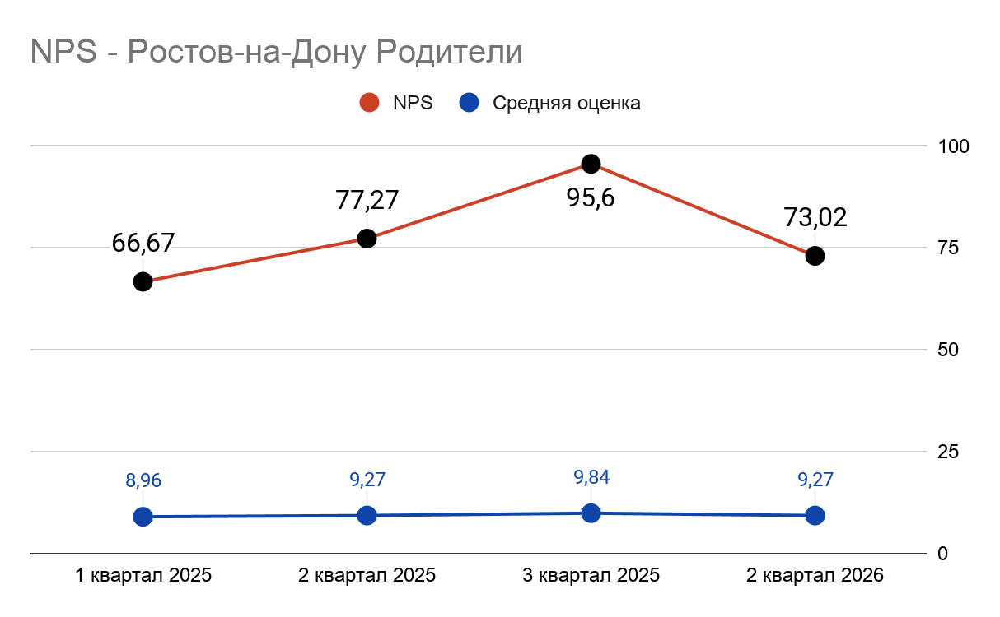 NPS - Ростов-на-Дону Родители
NPS Средняя оценка
100
95,6
77,27
73,02
66,67
75
50
25
8,96 9,27 9,84 9,27
0
1 квартал 2025 2 квартал 2025 3 квартал 2025 2 квартал 2026